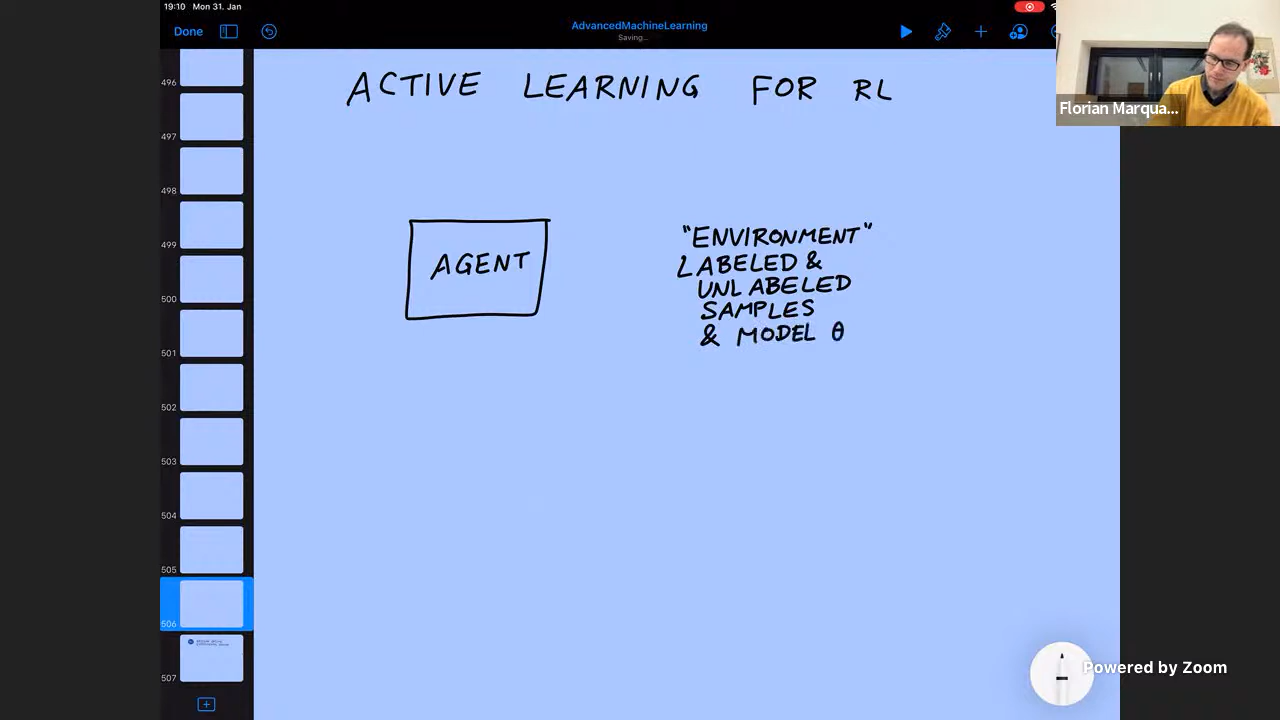 19:10 Mon 31. Jan
Done
AdvancedMachineLearning
Saving...
Florian Marqua...
ACTIVE LEARNING FOR RL
AGENT
"ENVIRONMENT"
LABELED &
UNLABELED
SAMPLES
& MODEL θ
496
497
498
499
500
501
502
503
504
505
506
507
Powered by Zoom